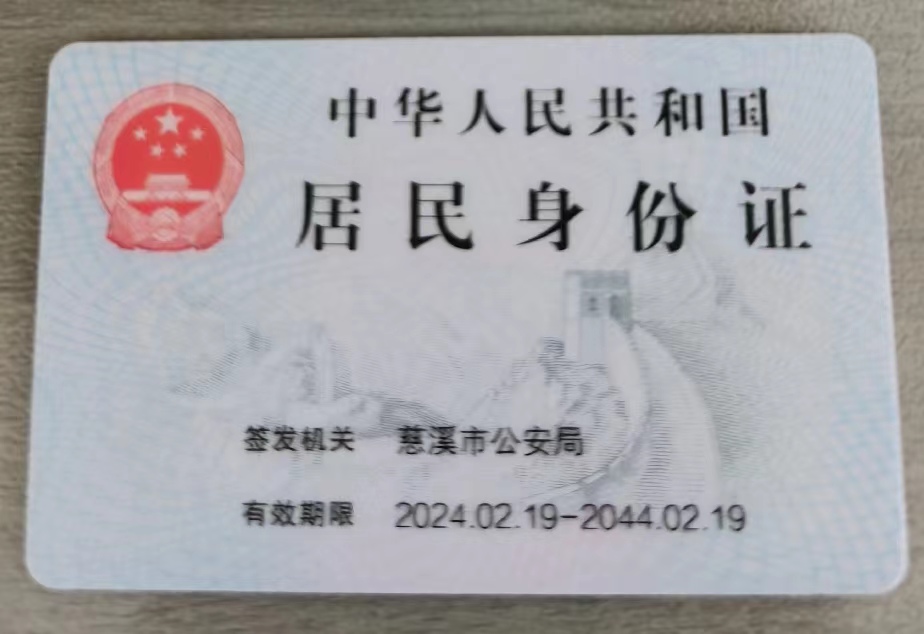 中华人民共和国
居民身份证
签发机关 慈溪市公安局
有效期限 2024.02.19-2044.02.19